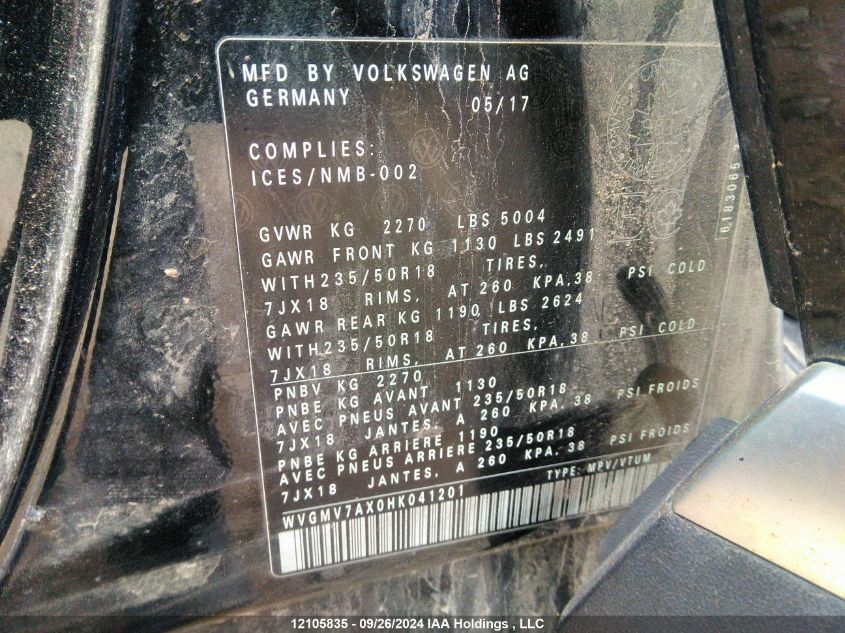 MFD BY VOLKSWAGEN AG
GERMANY 05/17
COMPLIES:
ICES/NMB-002
GVWR KG 2270 LBS 5004
GAWR FRONT KG 1130 LBS 2491
WITH235/50R18 TIRES,
7JX18 RIMS, AT 260 KPA,38 PSI COLD
GAWR REAR KG 1190 LBS 2624
WITH235/50R18 TIRES,
7JX18 RIMS, AT 260 KPA,38 PSI COLD
PNBV KG 2270
PNBE KG AVANT 1130
AVEC PNEUS AVANT 235/50R18
7JX18 JANTES, A 260 KPA, 38 PSI FROIDS
PNBE KG ARRIERE 1190
AVEC PNEUS ARRIERE 235/50R18
7JX18 JANTES, A 260 KPA, 38 PSI FROIDS
TYPE: MPV/VTUM
WVGMV7AX0HK041201
12105835 - 09/26/2024 IAA Holdings , LLC